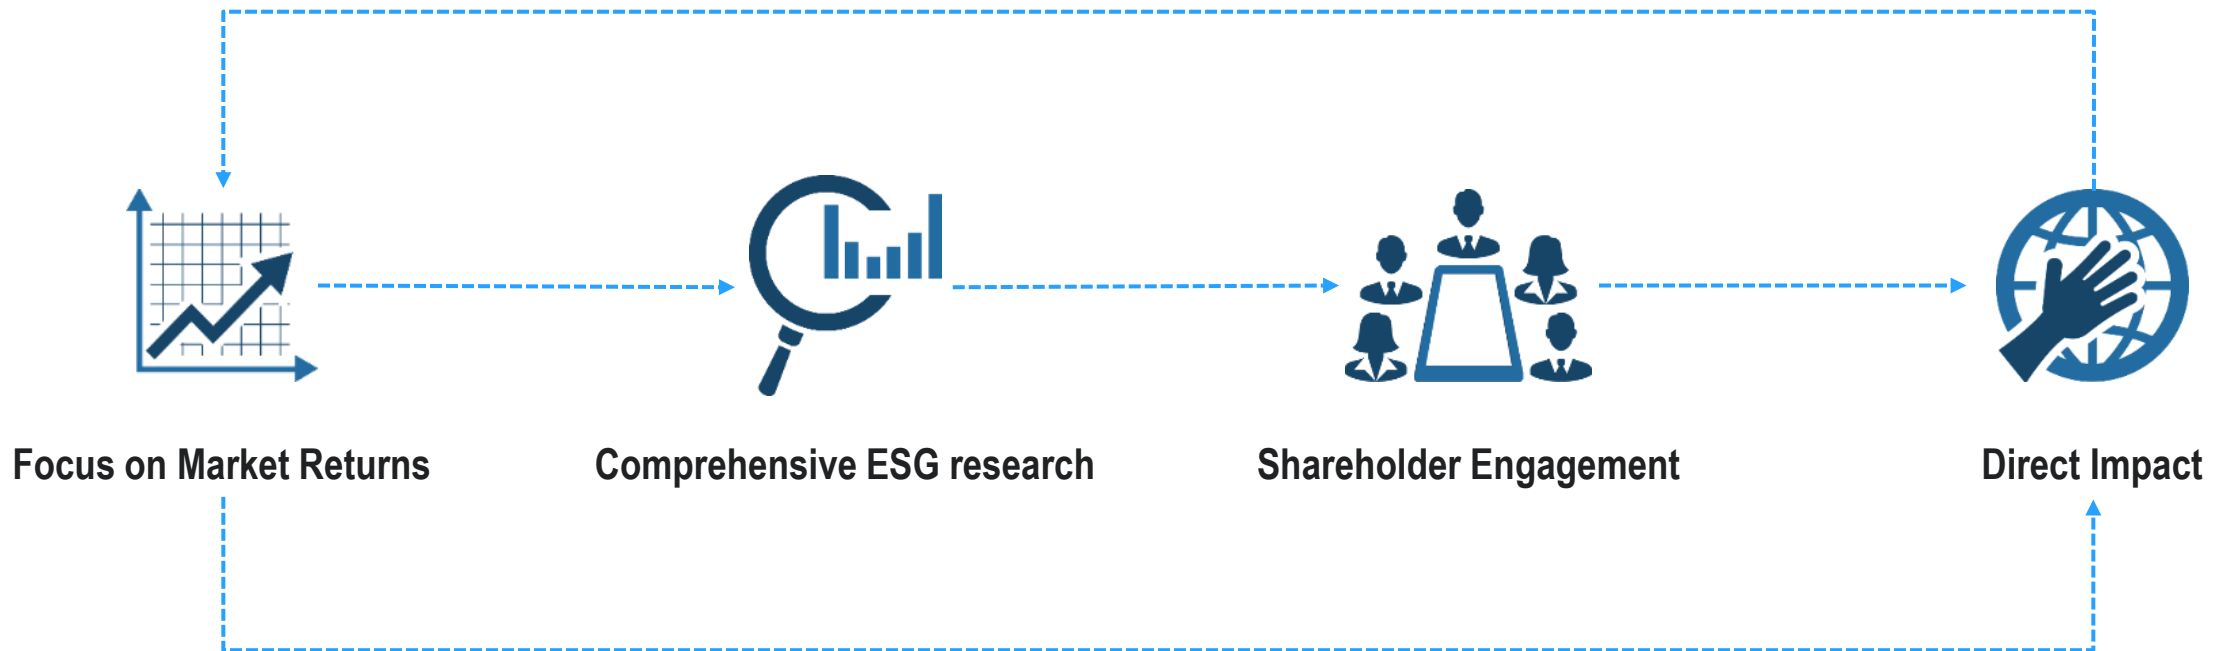 Focus on Market Returns
Comprehensive ESG research
Shareholder Engagement
Direct Impact